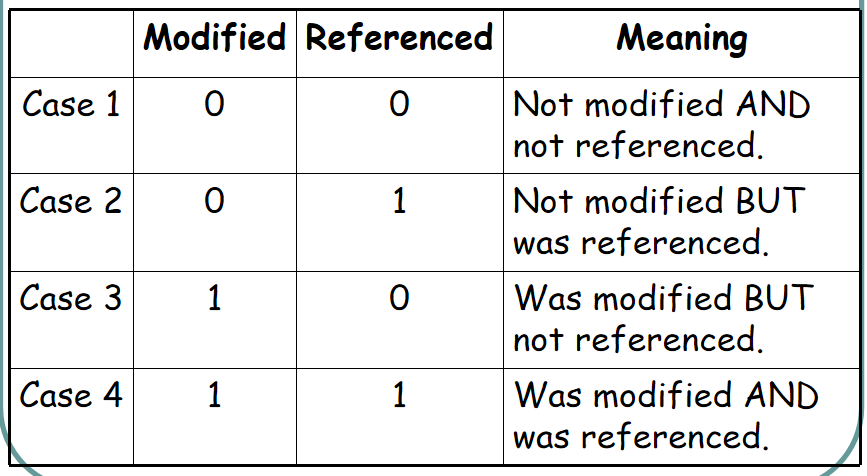 Modified Referenced Meaning
Case 1 0 0 Not modified AND
not referenced.
Case 2 0 1 Not modified BUT
was referenced.
Case 3 1 0 Was modified BUT
not referenced.
Case 4 1 1 Was modified AND
was referenced.